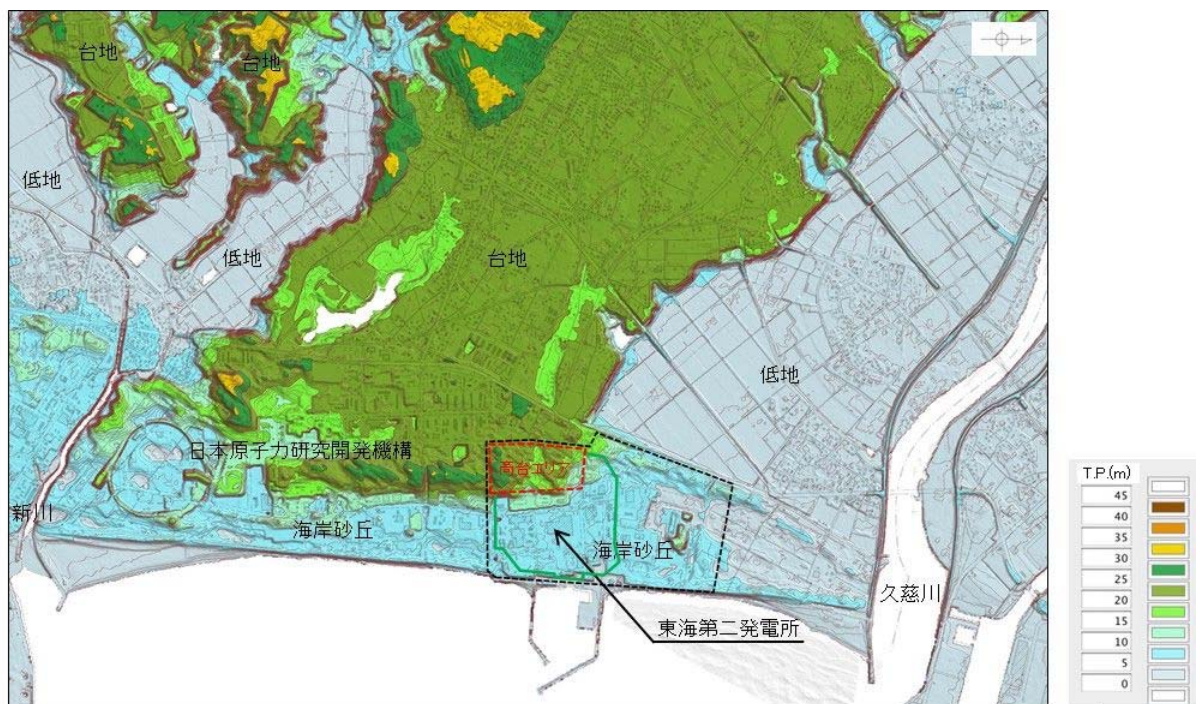 台地
台地
低地
低地
台地
低地
日本原子力研究開発機構
高台エリア
新川
海岸砂丘
海岸砂丘
久慈川
東海第二発電所
T.P.(m)
45
40
35
30
25
20
15
10
5
0